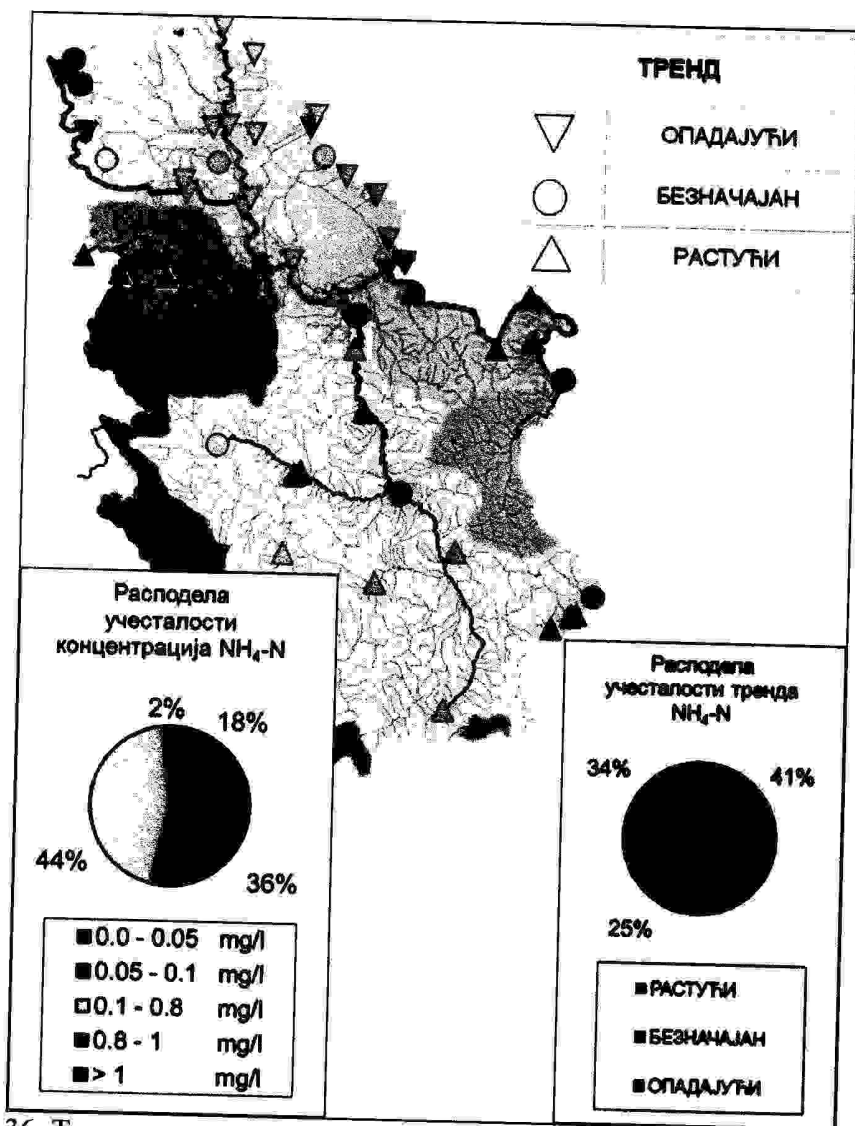 ТРЕНД
ОПАДАЈУЋИ
БЕЗНАЧАЈАН
РАСТУЋИ
Расподела
учесталости
концентрација NH₄-N
2%
18%
44%
36%
0.0 - 0.05 mg/l
0.05 - 0.1 mg/l
0.1 - 0.8 mg/l
0.8 - 1 mg/l
> 1 mg/l
Расподела
учесталости тренда
NH₄-N
34%
41%
25%
РАСТУЋИ
БЕЗНАЧАЈАН
ОПАДАЈУЋИ